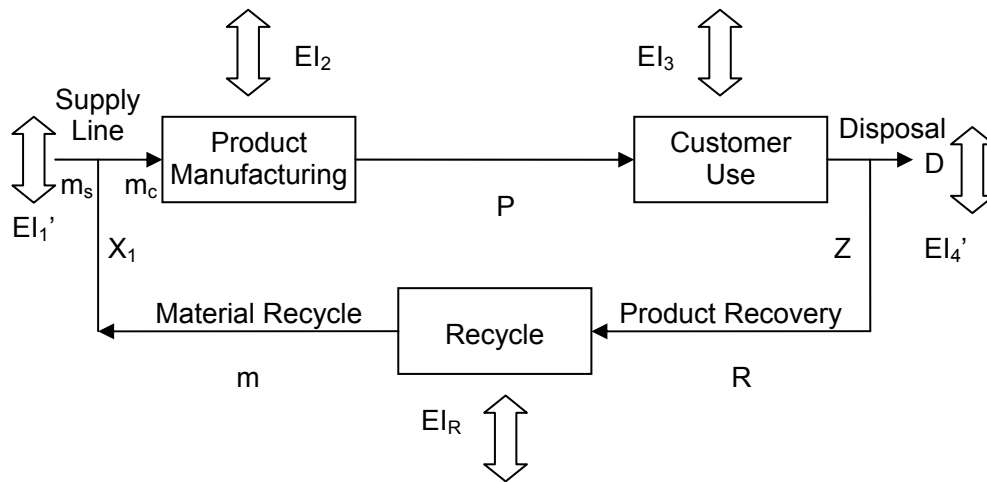 EI2
EI3
Supply
Line
Product
Manufacturing
Customer
Use
Disposal
D
ms
mc
EI1’
P
X1
Z
EI4’
Material Recycle
Recycle
Product Recovery
m
R
EIR